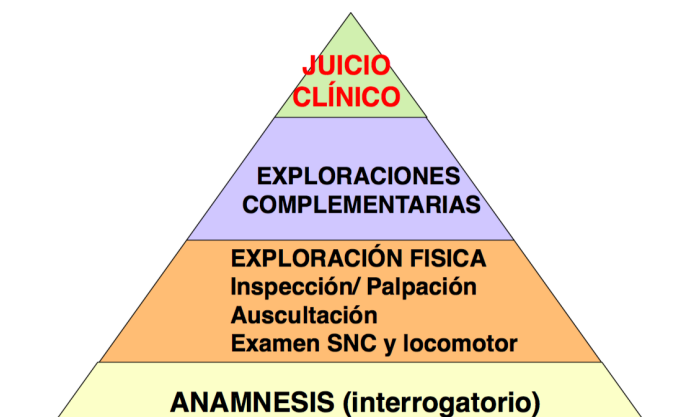 JUICIO
CLÍNICO
EXPLORACIONES
COMPLEMENTARIAS
EXPLORACIÓN FISICA
Inspección/ Palpación
Auscultación
Examen SNC y locomotor
ANAMNESIS (interrogatorio)